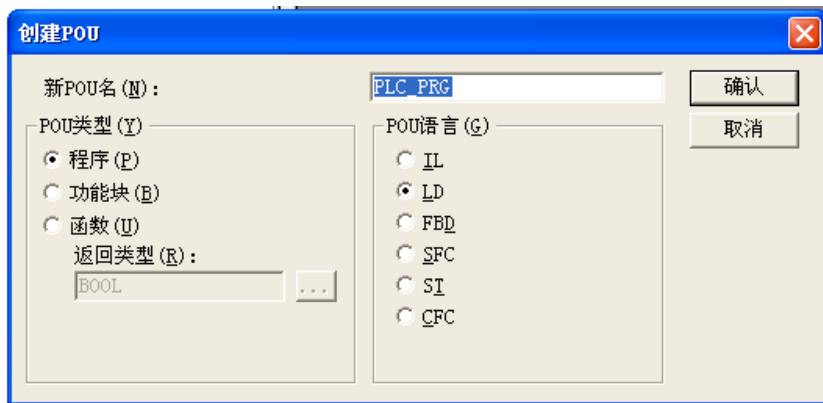 创建POU
新POU名(N):
PLC_PRG
确认
取消
POU类型(Y)
程序(P)
功能块(B)
函数(U)
返回类型(R):
BOOL
...
POU语言(G)
IL
LD
FBD
SFC
ST
CFC